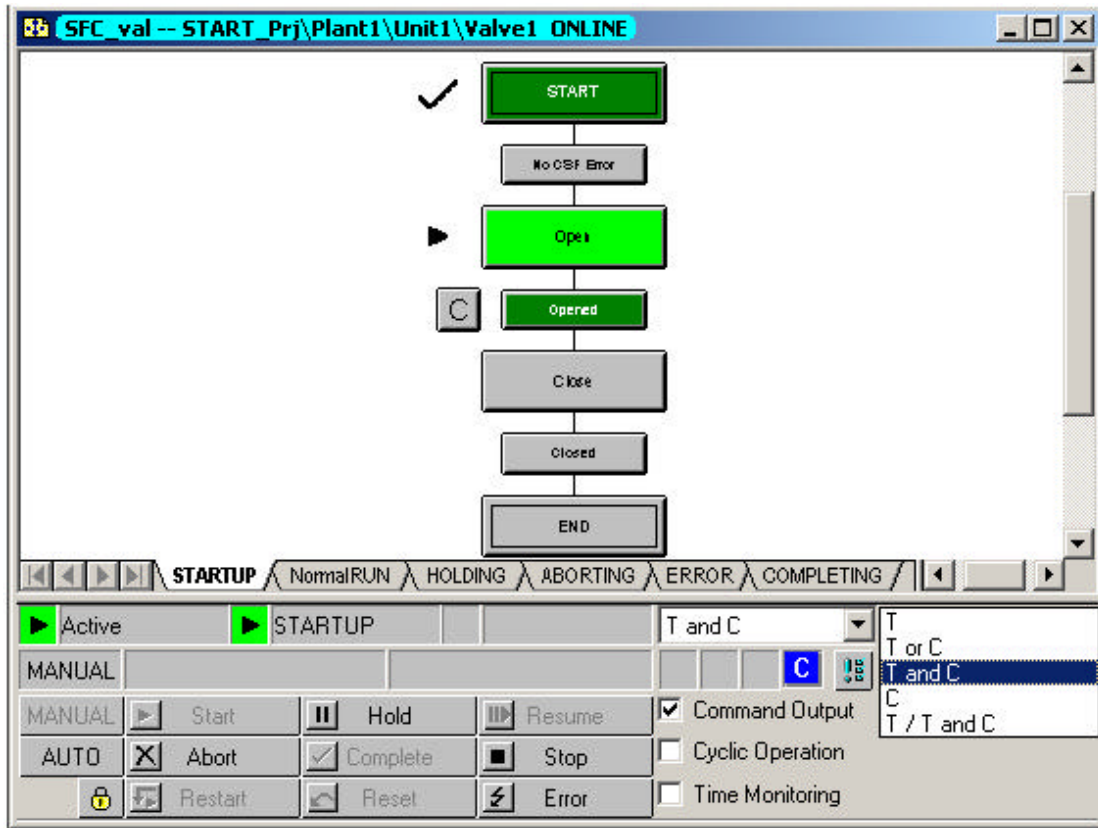 SFC_val -- START_Prj\Plant1\Unit1\Valve1 ONLINE
START
No CSF Error
Open
C
Opened
Close
Closed
END
STARTUP NormalRUN HOLDING ABORTING ERROR COMPLETING
Active STARTUP T and C
T
T or C
T and C
C
T / T and C
MANUAL C
MANUAL Start Hold Resume Command Output
AUTO Abort Complete Stop Cyclic Operation
Restart Reset Error Time Monitoring